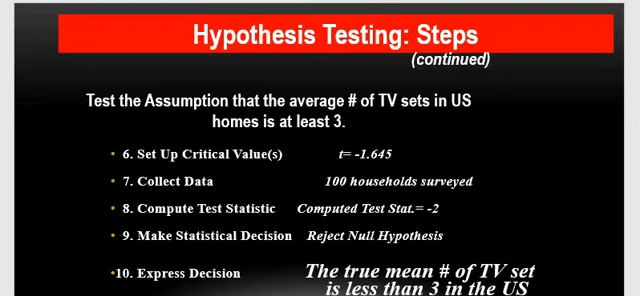 Hypothesis Testing: Steps
(continued)
Test the Assumption that the average # of TV sets in US
homes is at least 3.
• 6. Set Up Critical Value(s) t= -1.645
• 7. Collect Data 100 households surveyed
• 8. Compute Test Statistic Computed Test Stat.= -2
• 9. Make Statistical Decision Reject Null Hypothesis
•10. Express Decision The true mean # of TV set
is less than 3 in the US